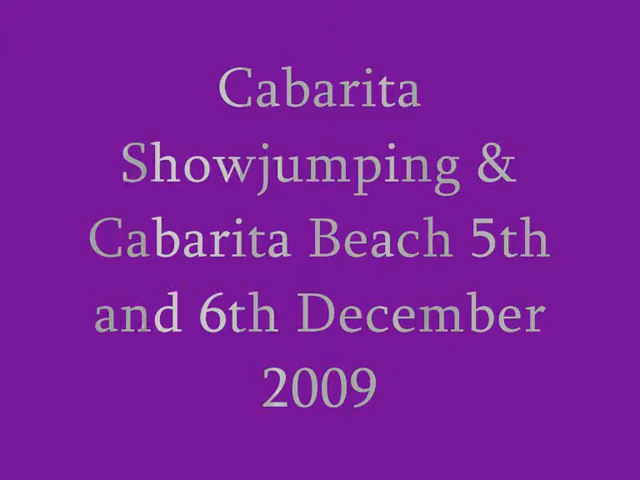 Cabarita
Showjumping &
Cabarita Beach 5th
and 6th December
2009